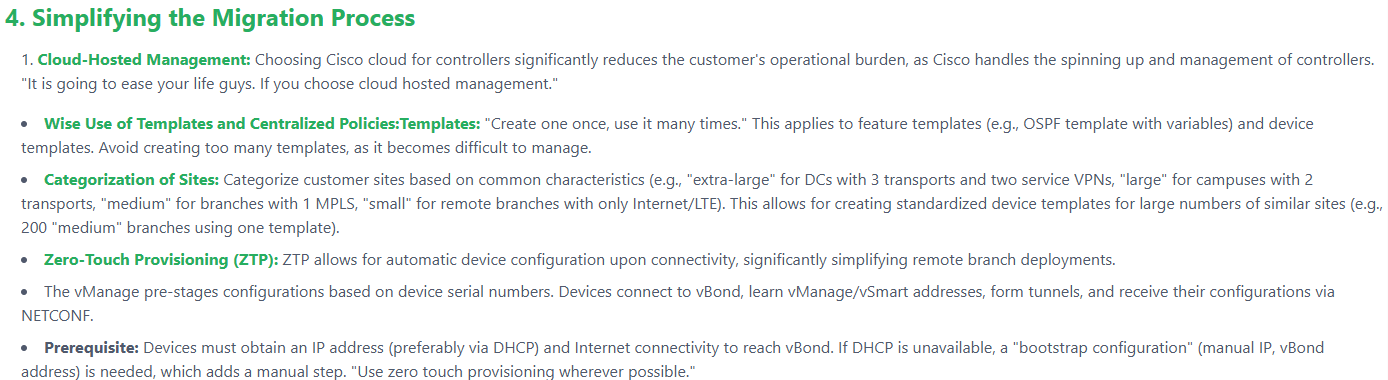 4. Simplifying the Migration Process
1. Cloud-Hosted Management: Choosing Cisco cloud for controllers significantly reduces the customer's operational burden, as Cisco handles the spinning up and management of controllers.
"It is going to ease your life guys. If you choose cloud hosted management."
• Wise Use of Templates and Centralized Policies:Templates: "Create one once, use it many times." This applies to feature templates (e.g., OSPF template with variables) and device
templates. Avoid creating too many templates, as it becomes difficult to manage.
• Categorization of Sites: Categorize customer sites based on common characteristics (e.g., "extra-large" for DCs with 3 transports and two service VPNs, "large" for campuses with 2
transports, "medium" for branches with 1 MPLS, "small" for remote branches with only Internet/LTE). This allows for creating standardized device templates for large numbers of similar sites (e.g.,
200 "medium" branches using one template).
• Zero-Touch Provisioning (ZTP): ZTP allows for automatic device configuration upon connectivity, significantly simplifying remote branch deployments.
• The vManage pre-stages configurations based on device serial numbers. Devices connect to vBond, learn vManage/vSmart addresses, form tunnels, and receive their configurations via
NETCONF.
• Prerequisite: Devices must obtain an IP address (preferably via DHCP) and Internet connectivity to reach vBond. If DHCP is unavailable, a "bootstrap configuration" (manual IP, vBond
address) is needed, which adds a manual step. "Use zero touch provisioning wherever possible."